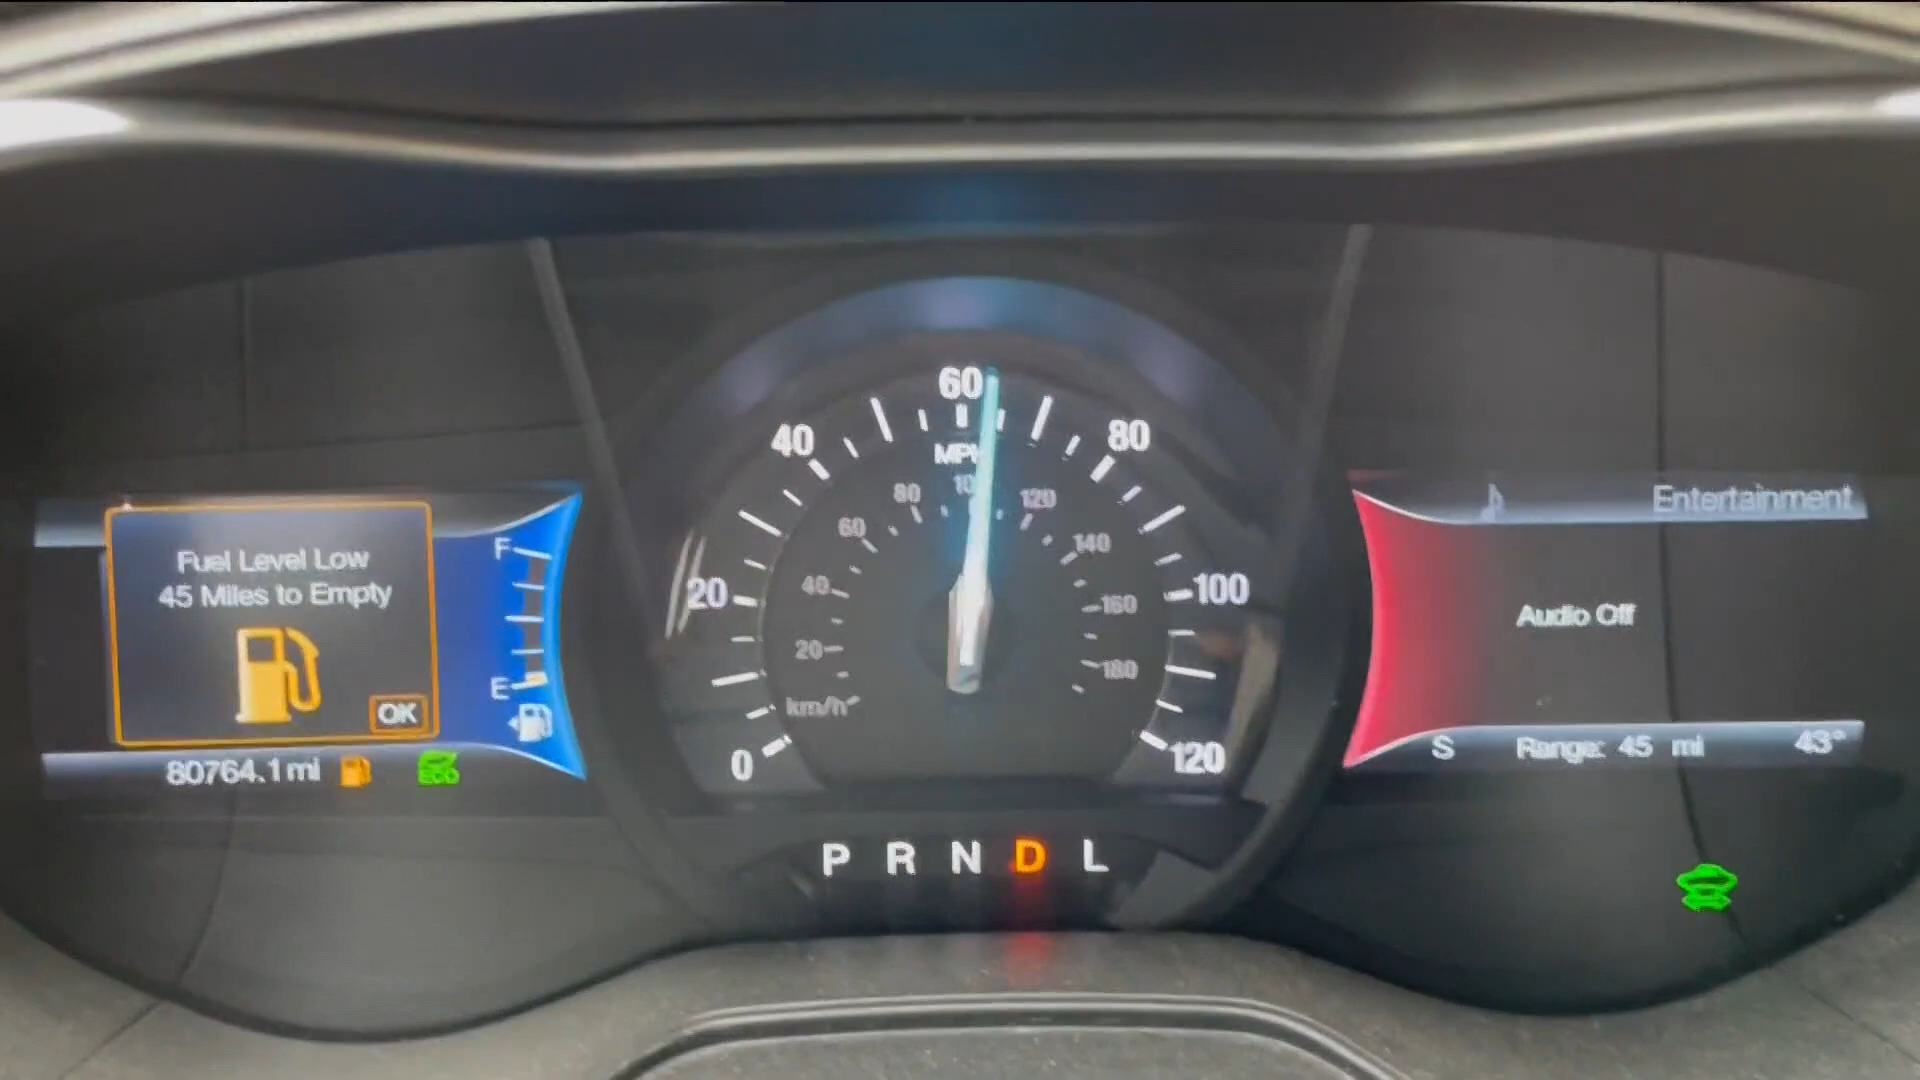 Fuel Level Low
45 Miles to Empty
OK
F
E
80764.1 mi
ECO
0
20
40
60
80
100
120
MPH
km/h
20
40
60
80
120
140
160
180
P R N D L
Entertainment
Audio Off
S Range: 45 mi 43°